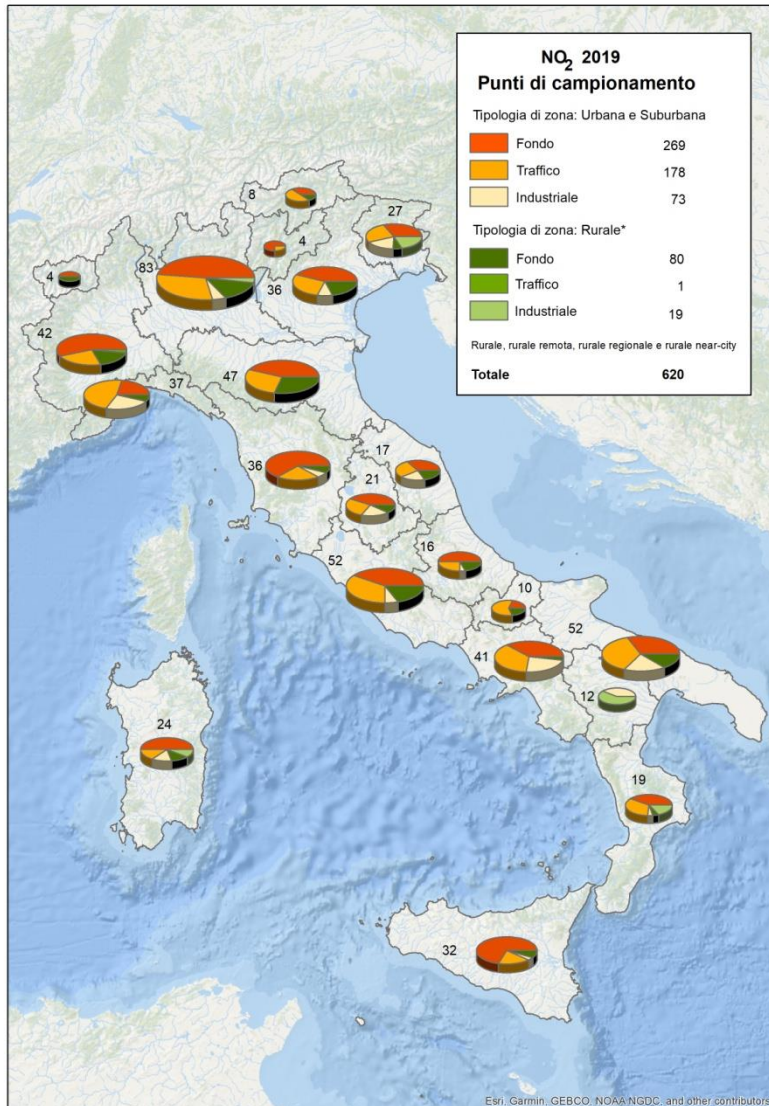 NO2 2019
Punti di campionamento
Tipologia di zona: Urbana e Suburbana
Fondo 269
Traffico 178
Industriale 73
Tipologia di zona: Rurale*
Fondo 80
Traffico 1
Industriale 19
Rurale, rurale remota, rurale regionale e rurale near-city
Totale 620
8
27
4
83
4
36
42
37
47
17
36
21
16
52
10
52
41
12
24
19
32
Esri, Garmin, GEBCO, NOAA NGDC, and other contributors